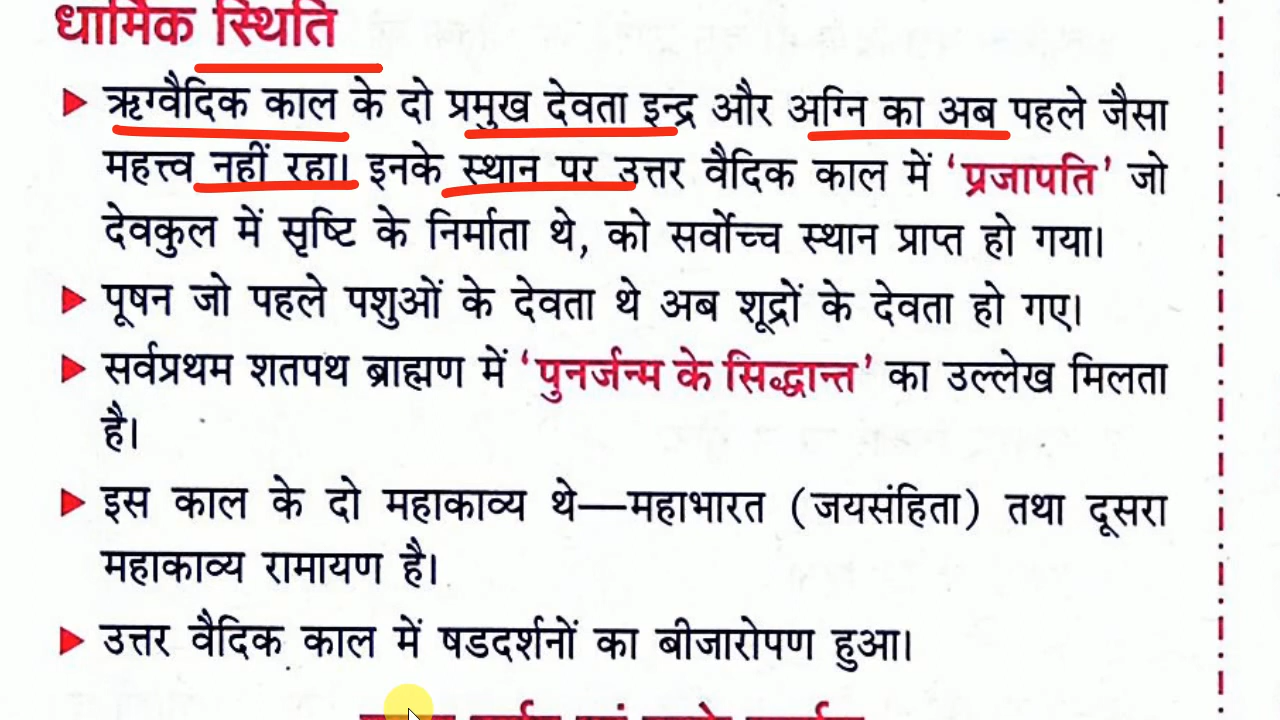 धार्मिक स्थिति
ऋग्वैदिक काल के दो प्रमुख देवता इन्द्र और अग्नि का अब पहले जैसा
महत्त्व नहीं रहा। इनके स्थान पर उत्तर वैदिक काल में 'प्रजापति' जो
देवकुल में सृष्टि के निर्माता थे, को सर्वोच्च स्थान प्राप्त हो गया।
पूषन जो पहले पशुओं के देवता थे अब शूद्रों के देवता हो गए।
सर्वप्रथम शतपथ ब्राह्मण में 'पुनर्जन्म के सिद्धान्त' का उल्लेख मिलता
है।
इस काल के दो महाकाव्य थे—महाभारत (जयसंहिता) तथा दूसरा
महाकाव्य रामायण है।
उत्तर वैदिक काल में षडदर्शनों का बीजारोपण हुआ।